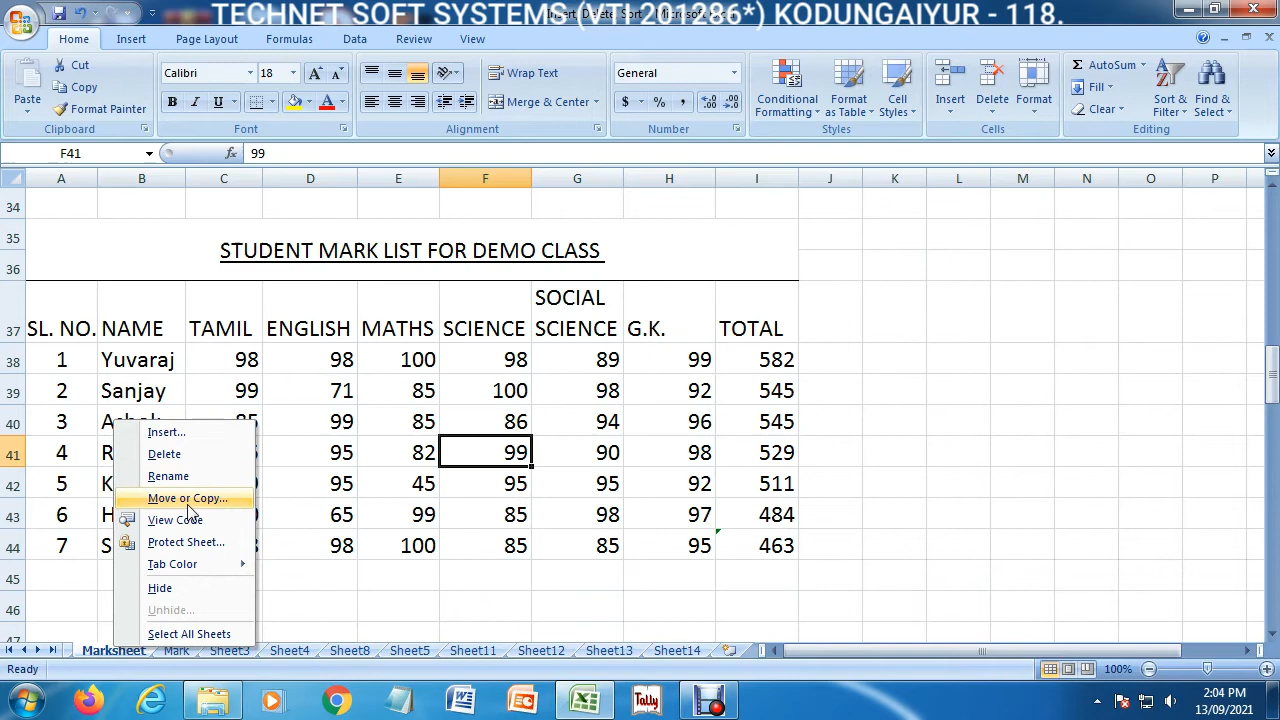 TECHNET SOFT SYSTEMS KODUNGAIYUR - 118.
Home Insert Page Layout Formulas Data Review View
Cut
Copy
Format Painter
Paste
Clipboard
Calibri 18
B I U
Font
Wrap Text
Merge & Center
Alignment
General
$ % ,
Number
Conditional Formatting
Format as Table
Cell Styles
Styles
Insert Delete Format
Cells
AutoSum
Fill
Clear
Sort & Filter
Find & Select
Editing
F41 fx 99
A B C D E F G H I J K L M N O P
34
35
STUDENT MARK LIST FOR DEMO CLASS
36
37 SL. NO. NAME TAMIL ENGLISH MATHS SCIENCE SOCIAL SCIENCE G.K. TOTAL
38 1 Yuvaraj 98 98 100 98 89 99 582
39 2 Sanjay 99 71 85 100 98 92 545
40 3 99 85 86 94 96 545
41 4 R 95 82 99 90 98 529
42 5 K 95 45 95 95 92 511
43 6 H 65 99 85 98 97 484
44 7 S 98 100 85 85 95 463
45
46
47
Insert...
Delete
Rename
Move or Copy...
View Code
Protect Sheet...
Tab Color
Hide
Unhide...
Select All Sheets
Marksheet Mark Sheet3 Sheet4 Sheet8 Sheet5 Sheet11 Sheet12 Sheet13 Sheet14
Ready 100%
Tally
2:04 PM
13/09/2021